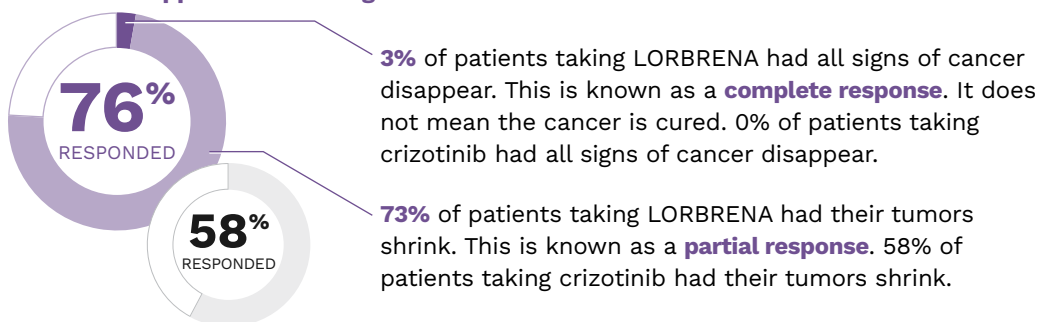 76%
RESPONDED
3% of patients taking LORBRENA had all signs of cancer
disappear. This is known as a complete response. It does
not mean the cancer is cured. 0% of patients taking
crizotinib had all signs of cancer disappear.
58%
RESPONDED
73% of patients taking LORBRENA had their tumors
shrink. This is known as a partial response. 58% of
patients taking crizotinib had their tumors shrink.